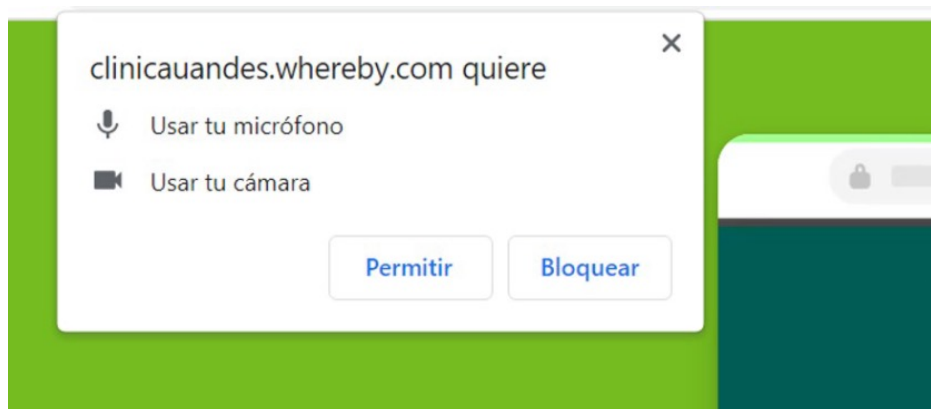 clinicauandes.whereby.com quiere
Usar tu micrófono
Usar tu cámara
Permitir Bloquear